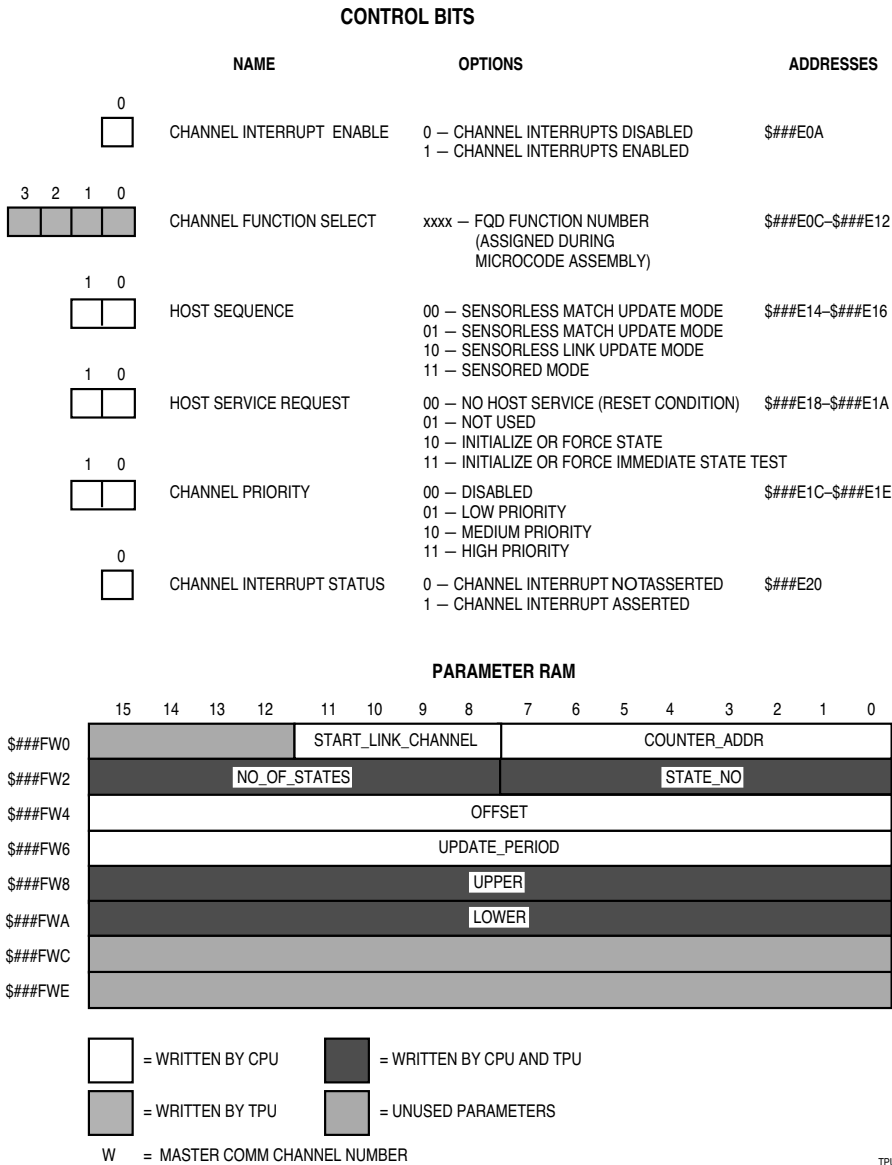 CONTROL BITS
NAME OPTIONS ADDRESSES
0
CHANNEL INTERRUPT ENABLE 0 — CHANNEL INTERRUPTS DISABLED $###E0A
1 — CHANNEL INTERRUPTS ENABLED
3 2 1 0
CHANNEL FUNCTION SELECT xxxx — FQD FUNCTION NUMBER $###E0C–$###E12
(ASSIGNED DURING
MICROCODE ASSEMBLY)
1 0
HOST SEQUENCE 00 — SENSORLESS MATCH UPDATE MODE $###E14–$###E16
01 — SENSORLESS MATCH UPDATE MODE
10 — SENSORLESS LINK UPDATE MODE
11 — SENSORED MODE
1 0
HOST SERVICE REQUEST 00 — NO HOST SERVICE (RESET CONDITION) $###E18–$###E1A
01 — NOT USED
10 — INITIALIZE OR FORCE STATE
11 — INITIALIZE OR FORCE IMMEDIATE STATE TEST
1 0
CHANNEL PRIORITY 00 — DISABLED $###E1C–$###E1E
01 — LOW PRIORITY
10 — MEDIUM PRIORITY
11 — HIGH PRIORITY
0
CHANNEL INTERRUPT STATUS 0 — CHANNEL INTERRUPT NOTASSERTED $###E20
1 — CHANNEL INTERRUPT ASSERTED
PARAMETER RAM
15 14 13 12 11 10 9 8 7 6 5 4 3 2 1 0
$###FW0 START_LINK_CHANNEL COUNTER_ADDR
$###FW2 NO_OF_STATES STATE_NO
$###FW4 OFFSET
$###FW6 UPDATE_PERIOD
$###FW8 UPPER
$###FWA LOWER
$###FWC
$###FWE
= WRITTEN BY CPU = WRITTEN BY CPU AND TPU
= WRITTEN BY TPU = UNUSED PARAMETERS
W = MASTER COMM CHANNEL NUMBER